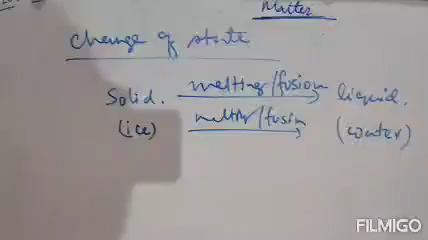 Matter
Change of state
Solid. melting/fusion liquid.
(ice) melting/fusion (water)
FILMIGO